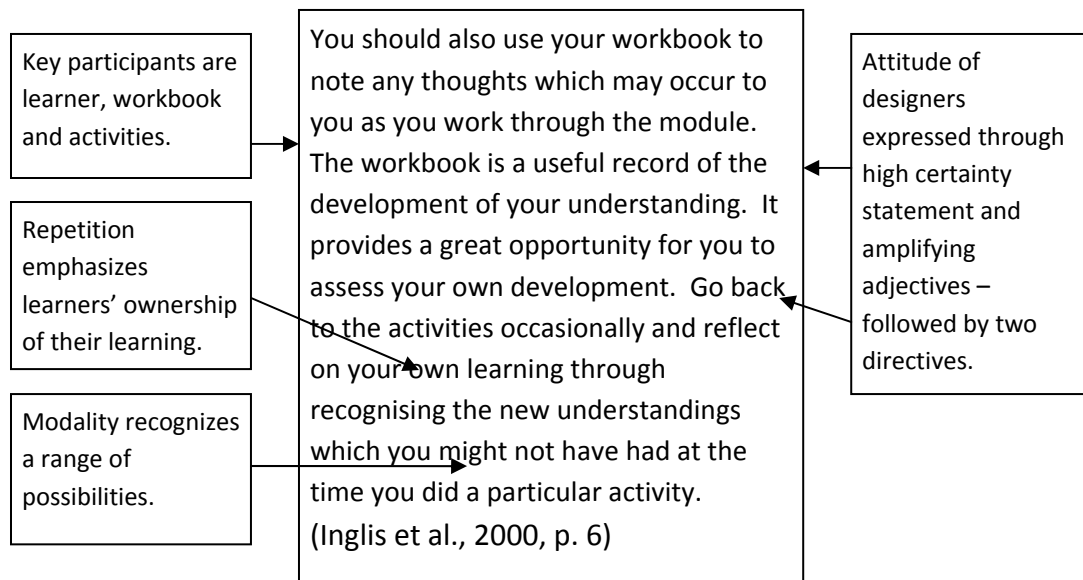 Key participants are
learner, workbook
and activities.
Repetition
emphasizes
learners’ ownership
of their learning.
Modality recognizes
a range of
possibilities.
You should also use your workbook to
note any thoughts which may occur to
you as you work through the module.
The workbook is a useful record of the
development of your understanding.  It
provides a great opportunity for you to
assess your own development.  Go back
to the activities occasionally and reflect
on your own learning through
recognising the new understandings
which you might not have had at the
time you did a particular activity.
(Inglis et al., 2000, p. 6)
Attitude of
designers
expressed through
high certainty
statement and
amplifying
adjectives –
followed by two
directives.